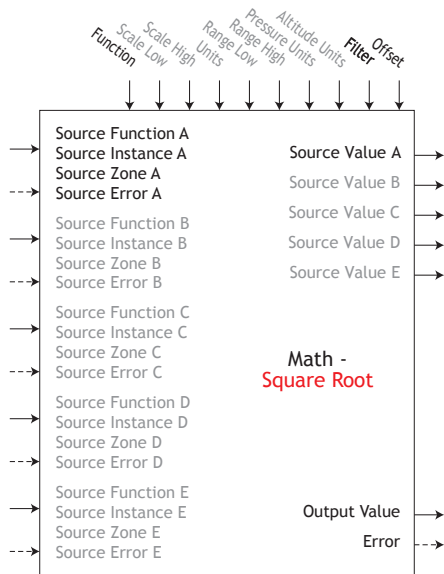 Function
Scale Low
Scale High
Units
Range Low
Range High
Pressure Units
Altitude Units
Filter
Offset
Source Function A
Source Instance A
Source Zone A
Source Error A
Source Function B
Source Instance B
Source Zone B
Source Error B
Source Function C
Source Instance C
Source Zone C
Source Error C
Source Function D
Source Instance D
Source Zone D
Source Error D
Source Function E
Source Instance E
Source Zone E
Source Error E
Source Value A
Source Value B
Source Value C
Source Value D
Source Value E
Math -
Square Root
Output Value
Error